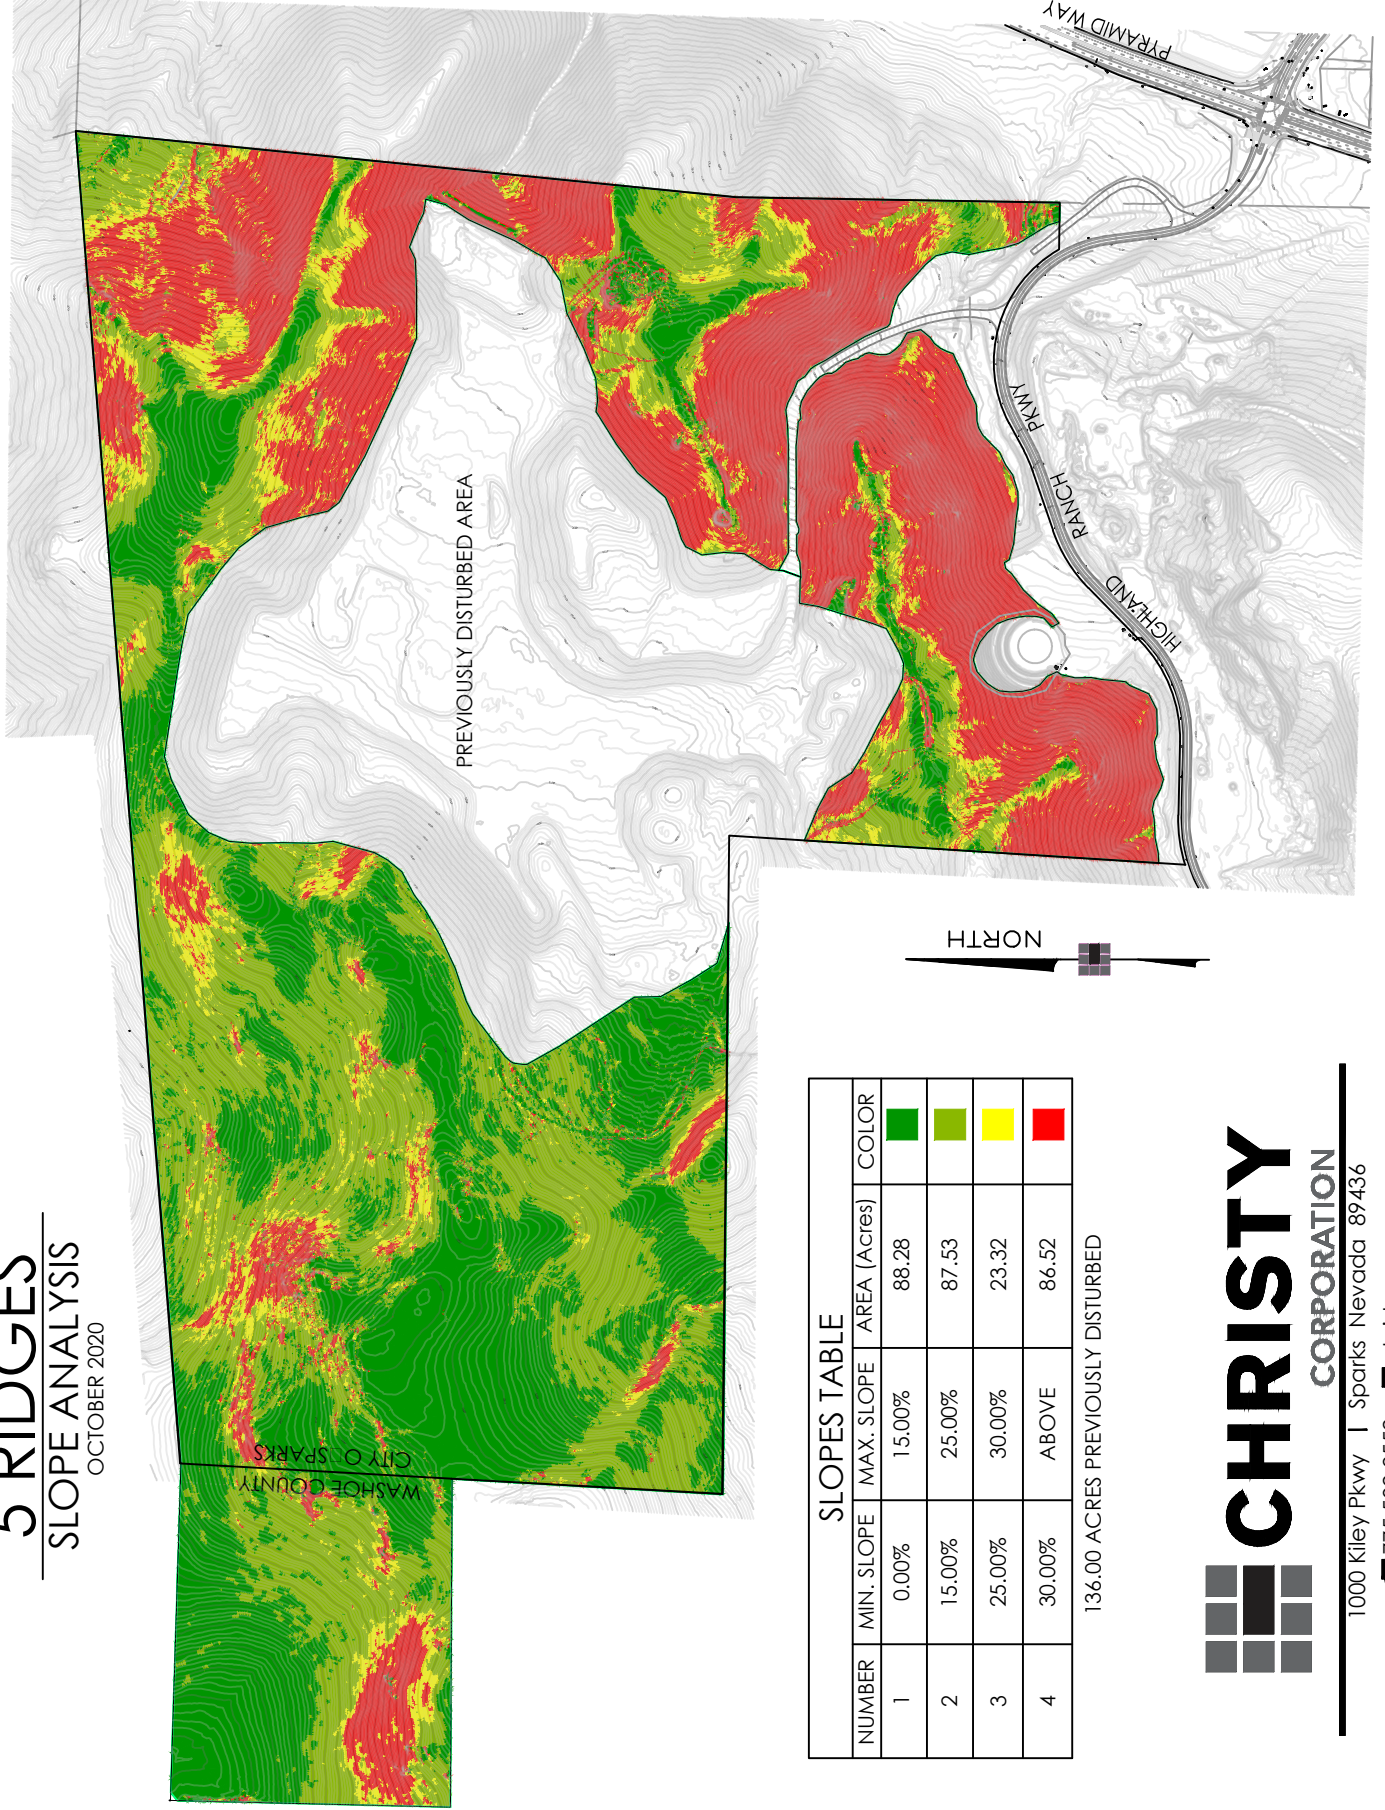 5 RIDGES
SLOPE ANALYSIS
OCTOBER 2020
PYRAMID WAY
HIGHLAND RANCH PKWY
PREVIOUSLY DISTURBED AREA
CITY O SPARKS
WASHOE COUNTY
NORTH
SLOPES TABLE
NUMBER MIN. SLOPE MAX. SLOPE AREA (Acres) COLOR
1 0.00% 15.00% 88.28
2 15.00% 25.00% 87.53
3 25.00% 30.00% 23.32
4 30.00% ABOVE 86.52
136.00 ACRES PREVIOUSLY DISTURBED
CHRISTY
CORPORATION
1000 Kiley Pkwy | Sparks Nevada 89436